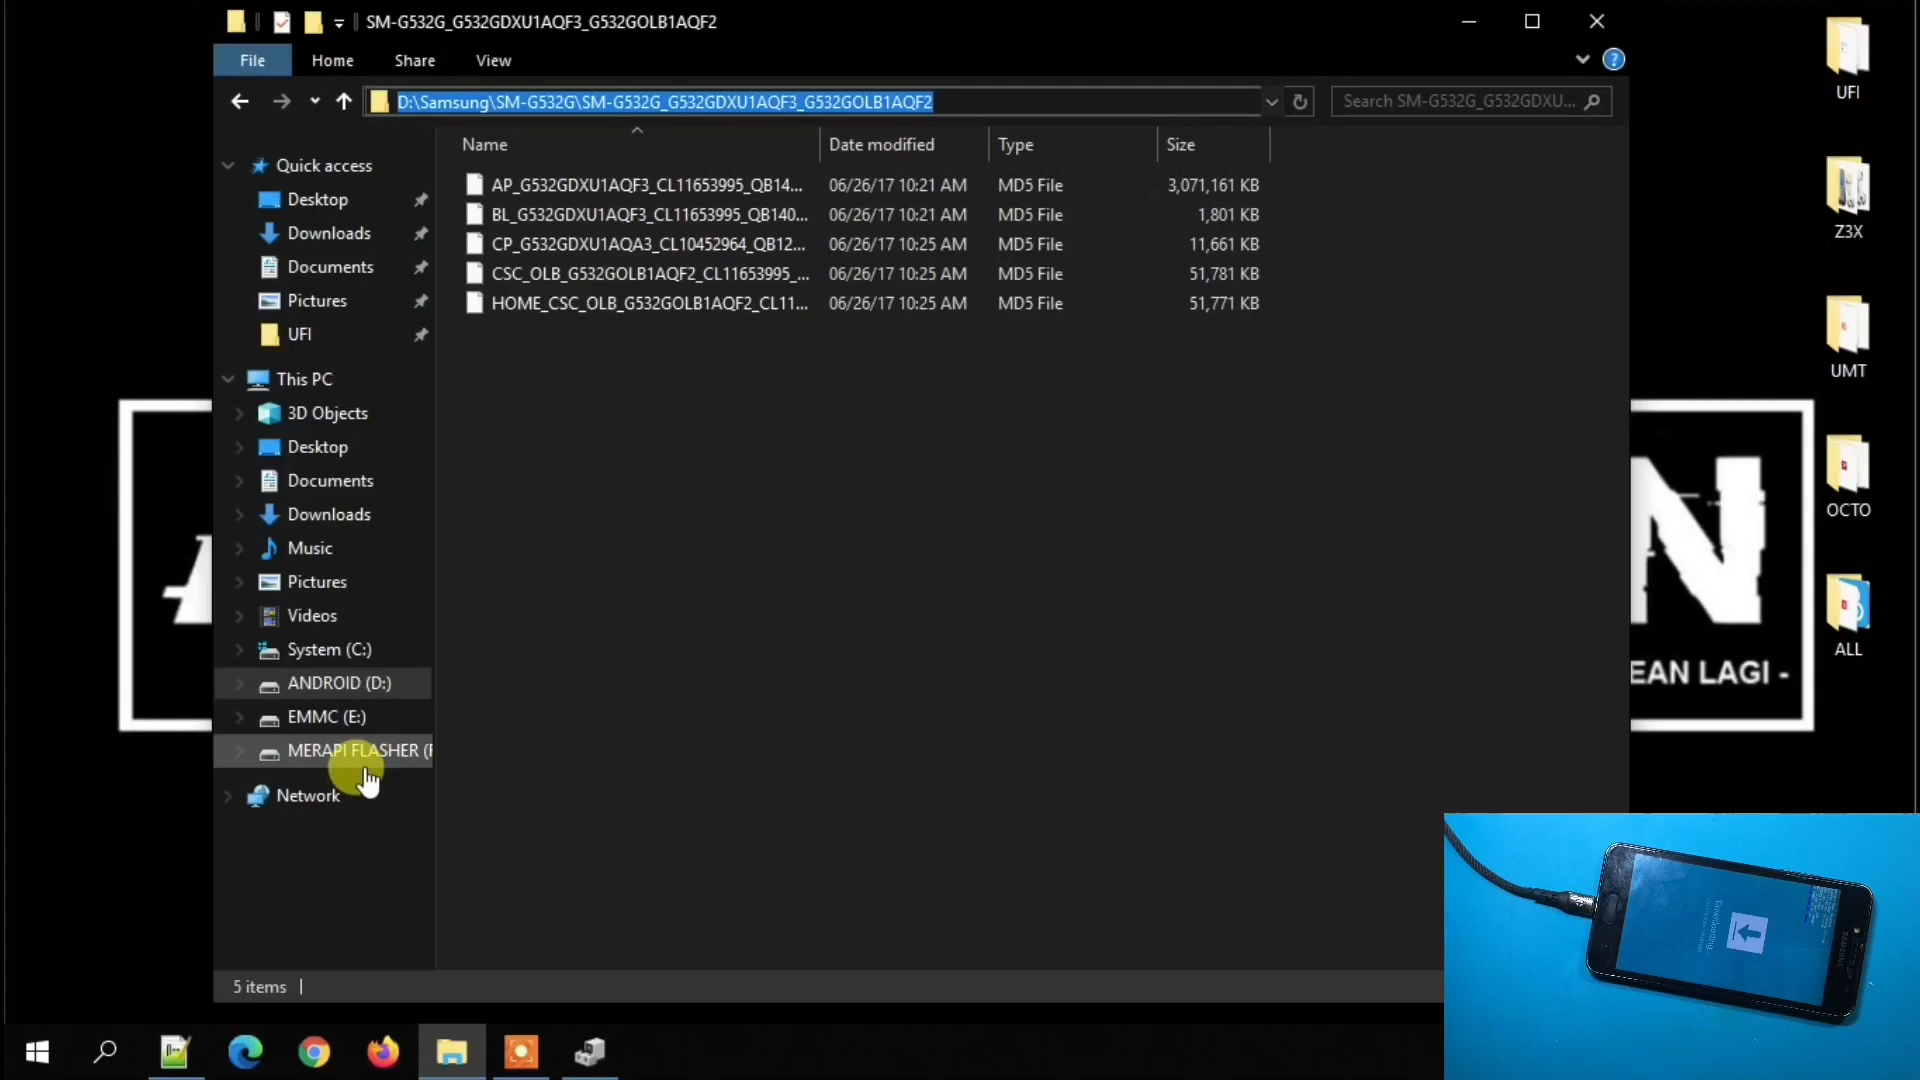 SM-G532G_G532GDXU1AQF3_G532GOLB1AQF2
File Home Share View
D:\Samsung\SM-G532G\SM-G532G_G532GDXU1AQF3_G532GOLB1AQF2
Search SM-G532G_G532GDXU...
Name Date modified Type Size
AP_G532GDXU1AQF3_CL11653995_QB14... 06/26/17 10:21 AM MD5 File 3,071,161 KB
BL_G532GDXU1AQF3_CL11653995_QB140... 06/26/17 10:21 AM MD5 File 1,801 KB
CP_G532GDXU1AQA3_CL10452964_QB12... 06/26/17 10:25 AM MD5 File 11,661 KB
CSC_OLB_G532GOLB1AQF2_CL11653995_... 06/26/17 10:25 AM MD5 File 51,781 KB
HOME_CSC_OLB_G532GOLB1AQF2_CL11... 06/26/17 10:25 AM MD5 File 51,771 KB
Quick access
Desktop
Downloads
Documents
Pictures
UFI
This PC
3D Objects
Desktop
Documents
Downloads
Music
Pictures
Videos
System (C:)
ANDROID (D:)
EMMC (E:)
MERAPI FLASHER (F
Network
5 items
UFI
Z3X
UMT
OCTO
ALL
N
EAN LAGI -
Downloading...
SAMSUNG